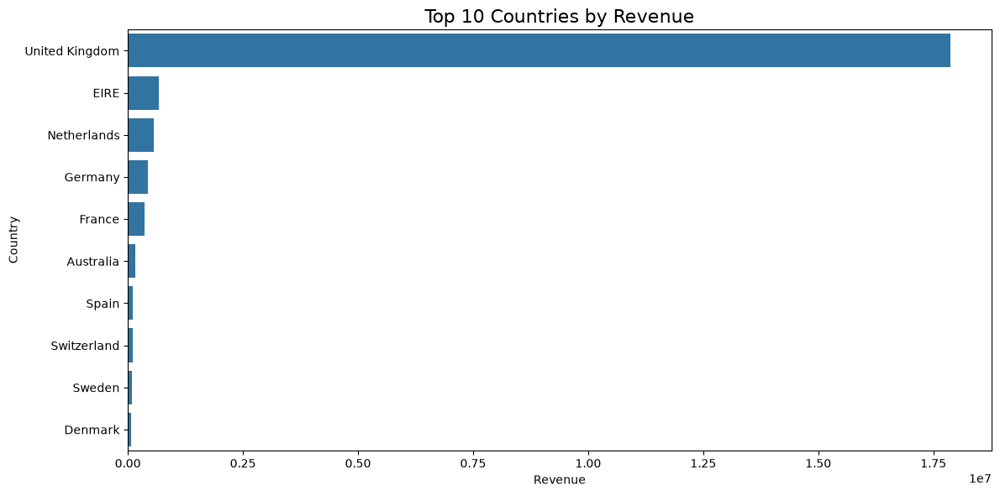 Top 10 Countries by Revenue
United Kingdom
EIRE
Netherlands
Germany
France
Australia
Spain
Switzerland
Sweden
Denmark
Country
0.00 0.25 0.50 0.75 1.00 1.25 1.50 1.75
1e7
Revenue